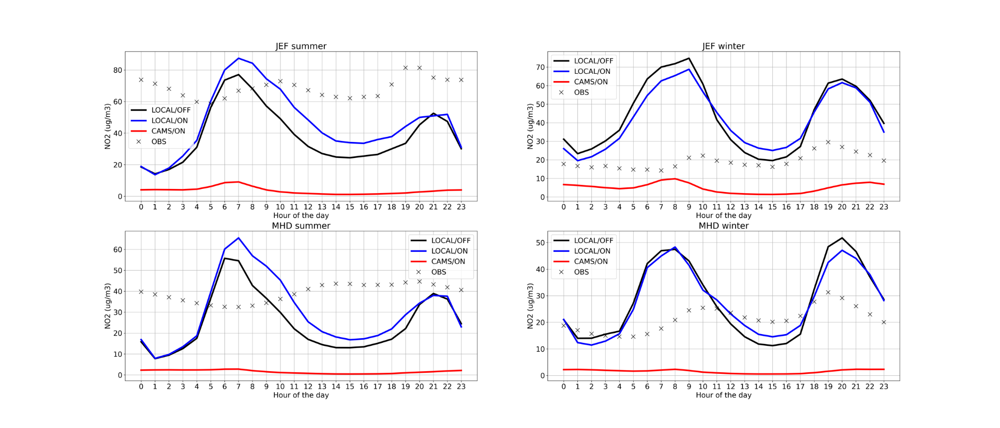 JEF summer
NO2 (ug/m3)
80
60
40
20
0
LOCAL/OFF
LOCAL/ON
CAMS/ON
OBS
0 1 2 3 4 5 6 7 8 9 10 11 12 13 14 15 16 17 18 19 20 21 22 23
Hour of the day
JEF winter
NO2 (ug/m3)
70
60
50
40
30
20
10
0
LOCAL/OFF
LOCAL/ON
CAMS/ON
OBS
0 1 2 3 4 5 6 7 8 9 10 11 12 13 14 15 16 17 18 19 20 21 22 23
Hour of the day
MHD summer
NO2 (ug/m3)
60
50
40
30
20
10
0
LOCAL/OFF
LOCAL/ON
CAMS/ON
OBS
0 1 2 3 4 5 6 7 8 9 10 11 12 13 14 15 16 17 18 19 20 21 22 23
Hour of the day
MHD winter
NO2 (ug/m3)
50
40
30
20
10
0
LOCAL/OFF
LOCAL/ON
CAMS/ON
OBS
0 1 2 3 4 5 6 7 8 9 10 11 12 13 14 15 16 17 18 19 20 21 22 23
Hour of the day